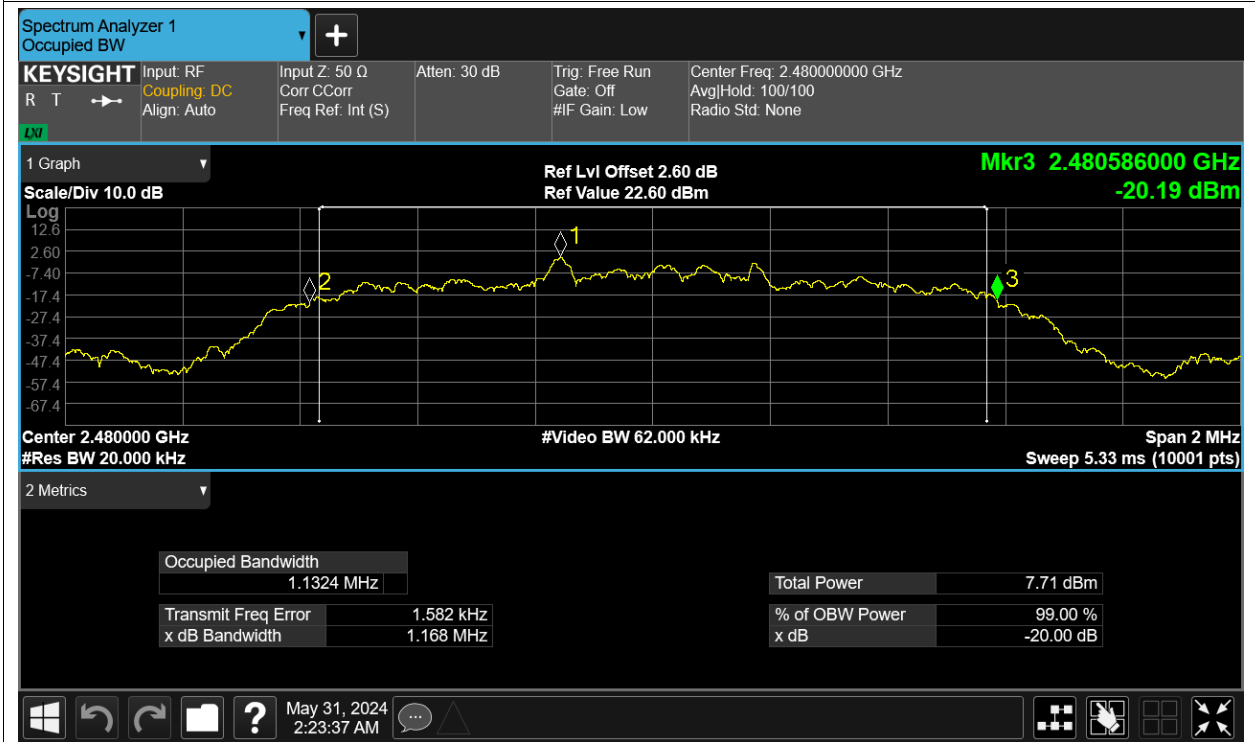 Spectrum Analyzer 1
Occupied BW
KEYSIGHT
R T
LXI
Input: RF
Coupling: DC
Align: Auto
Input Z: 50 Ω
Corr CCorr
Freq Ref: Int (S)
Atten: 30 dB
Trig: Free Run
Gate: Off
#IF Gain: Low
Center Freq: 2.480000000 GHz
Avg|Hold: 100/100
Radio Std: None
1 Graph
Scale/Div 10.0 dB
Ref Lvl Offset 2.60 dB
Ref Value 22.60 dBm
Mkr3 2.480586000 GHz
-20.19 dBm
Log
12.6
2.60
-7.40
-17.4
-27.4
-37.4
-47.4
-57.4
-67.4
1
2
3
Center 2.480000 GHz
#Res BW 20.000 kHz
#Video BW 62.000 kHz
Span 2 MHz
Sweep 5.33 ms (10001 pts)
2 Metrics
Occupied Bandwidth
1.1324 MHz
Transmit Freq Error 1.582 kHz
x dB Bandwidth 1.168 MHz
Total Power 7.71 dBm
% of OBW Power 99.00 %
x dB -20.00 dB
?
May 31, 2024
2:23:37 AM